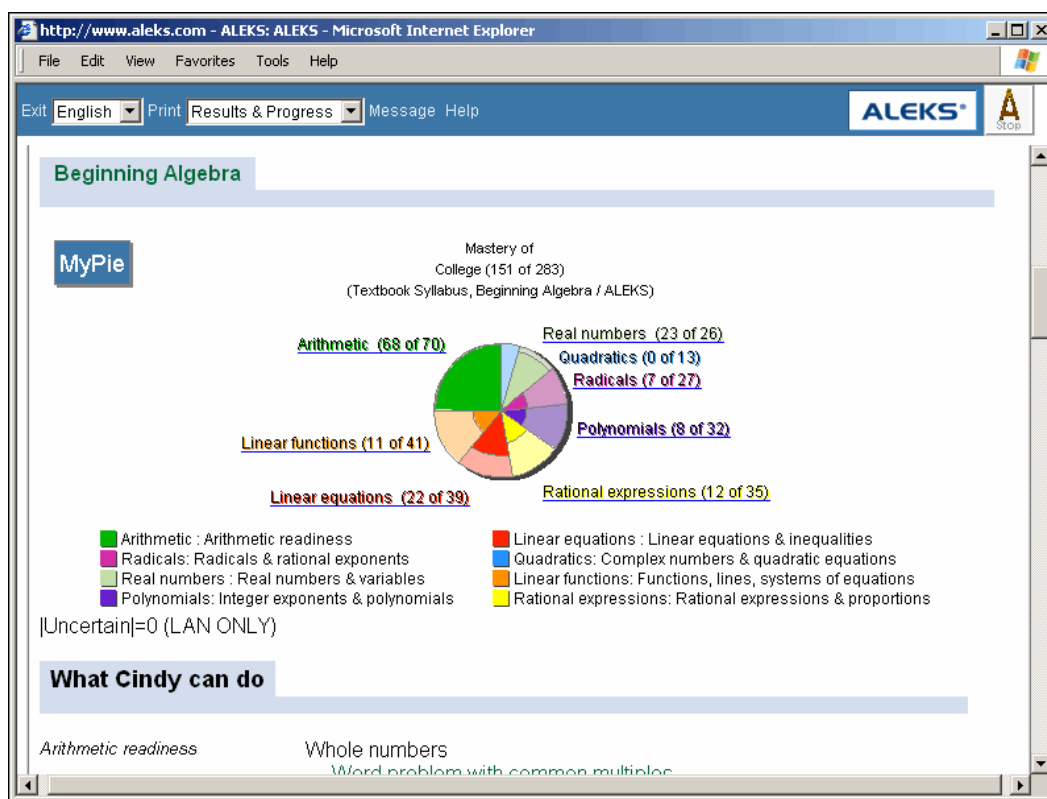 http://www.aleks.com - ALEKS: ALEKS - Microsoft Internet Explorer
File Edit View Favorites Tools Help
Exit English Print Results & Progress Message Help
ALEKS®
A
Stop
Beginning Algebra
MyPie
Mastery of
College (151 of 283)
(Textbook Syllabus, Beginning Algebra / ALEKS)
Arithmetic (68 of 70)
Real numbers (23 of 26)
Quadratics (0 of 13)
Radicals (7 of 27)
Polynomials (8 of 32)
Linear functions (11 of 41)
Linear equations (22 of 39)
Rational expressions (12 of 35)
Arithmetic : Arithmetic readiness
Radicals: Radicals & rational exponents
Real numbers : Real numbers & variables
Polynomials: Integer exponents & polynomials
Linear equations : Linear equations & inequalities
Quadratics: Complex numbers & quadratic equations
Linear functions: Functions, lines, systems of equations
Rational expressions: Rational expressions & proportions
|Uncertain|=0 (LAN ONLY)
What Cindy can do
Arithmetic readiness
Whole numbers
Word problem with common multiples